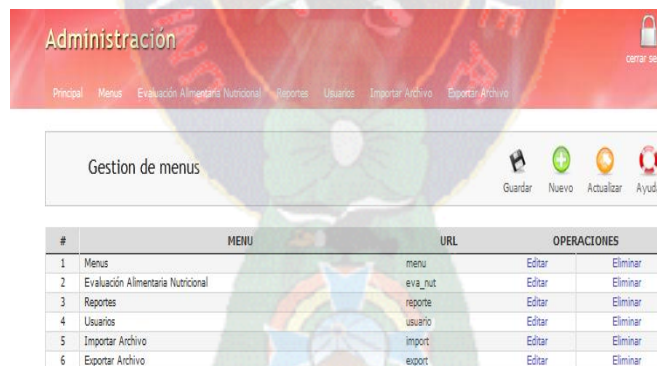 Administración
cerrar se
Principal Menus Evaluación Alimentaria Nutricional Reportes Usuarios Importar Archivo Exportar Archivo
Gestion de menus
Guardar Nuevo Actualizar Ayuda
# MENU URL OPERACIONES
1 Menus menu Editar Eliminar
2 Evaluación Alimentaria Nutricional eva_nut Editar Eliminar
3 Reportes reporte Editar Eliminar
4 Usuarios usuario Editar Eliminar
5 Importar Archivo import Editar Eliminar
6 Exportar Archivo export Editar Eliminar